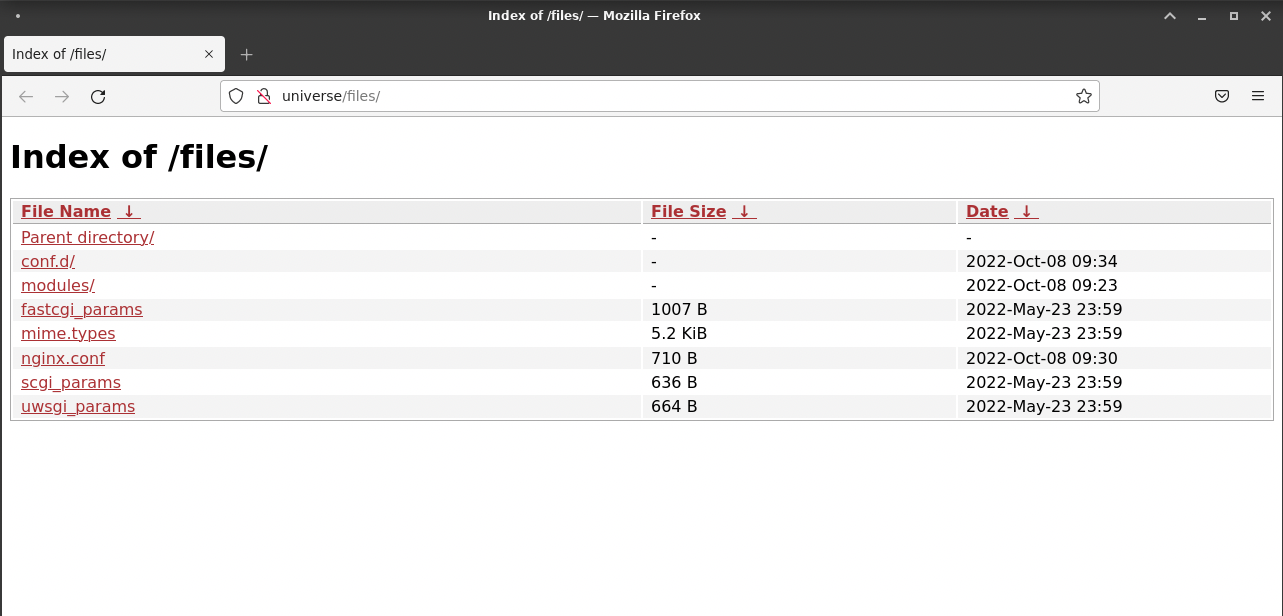 Index of /files/ — Mozilla Firefox
Index of /files/
universe/files/
Index of /files/
File Name ↓ File Size ↓ Date ↓
Parent directory/ - -
conf.d/ - 2022-Oct-08 09:34
modules/ - 2022-Oct-08 09:23
fastcgi_params 1007 B 2022-May-23 23:59
mime.types 5.2 KiB 2022-May-23 23:59
nginx.conf 710 B 2022-Oct-08 09:30
scgi_params 636 B 2022-May-23 23:59
uwsgi_params 664 B 2022-May-23 23:59